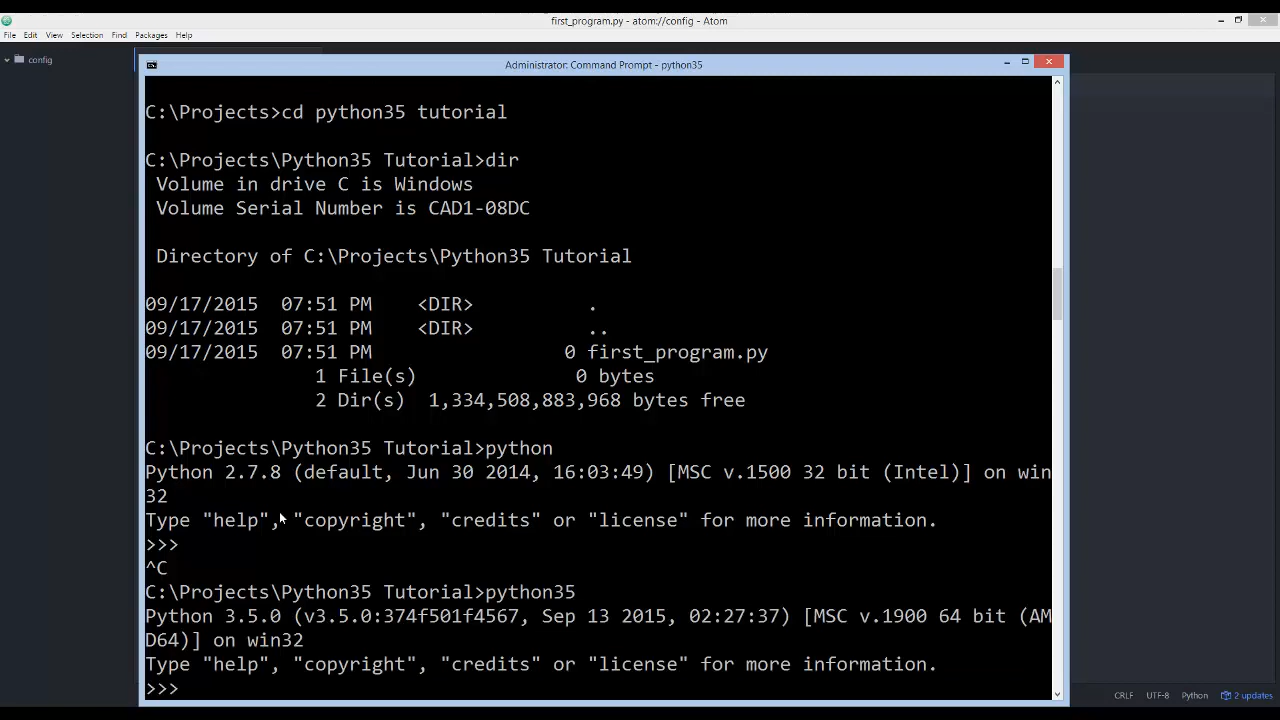 first_program.py - atom://config - Atom
File Edit View Selection Find Packages Help
config
Administrator: Command Prompt - python35
C:\Projects>cd python35 tutorial
C:\Projects\Python35 Tutorial>dir
Volume in drive C is Windows
Volume Serial Number is CAD1-08DC
Directory of C:\Projects\Python35 Tutorial
09/17/2015  07:51 PM    <DIR>          .
09/17/2015  07:51 PM    <DIR>          ..
09/17/2015  07:51 PM                 0 first_program.py
1 File(s)              0 bytes
2 Dir(s)  1,334,508,883,968 bytes free
C:\Projects\Python35 Tutorial>python
Python 2.7.8 (default, Jun 30 2014, 16:03:49) [MSC v.1500 32 bit (Intel)] on win
32
Type "help", "copyright", "credits" or "license" for more information.
>>>
^C
C:\Projects\Python35 Tutorial>python35
Python 3.5.0 (v3.5.0:374f501f4567, Sep 13 2015, 02:27:37) [MSC v.1900 64 bit (AM
D64)] on win32
Type "help", "copyright", "credits" or "license" for more information.
>>>
CRLF UTF-8 Python 2 updates